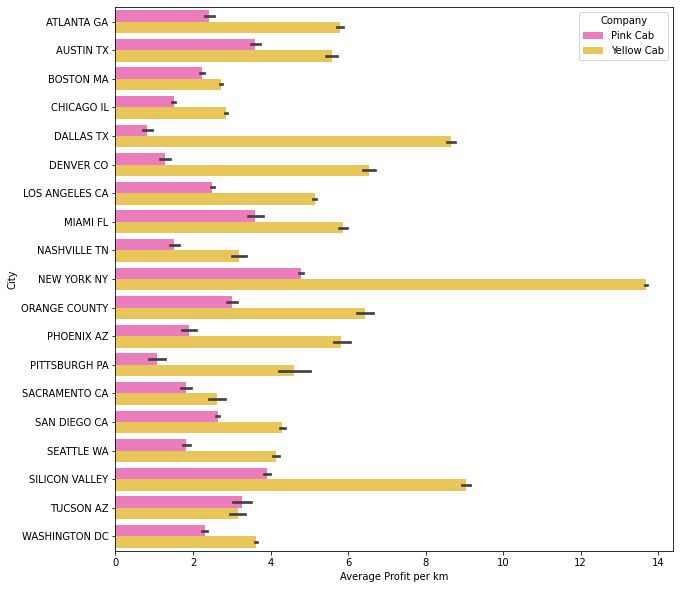 Company
Pink Cab
Yellow Cab
City
ATLANTA GA
AUSTIN TX
BOSTON MA
CHICAGO IL
DALLAS TX
DENVER CO
LOS ANGELES CA
MIAMI FL
NASHVILLE TN
NEW YORK NY
ORANGE COUNTY
PHOENIX AZ
PITTSBURGH PA
SACRAMENTO CA
SAN DIEGO CA
SEATTLE WA
SILICON VALLEY
TUCSON AZ
WASHINGTON DC
0 2 4 6 8 10 12 14
Average Profit per km